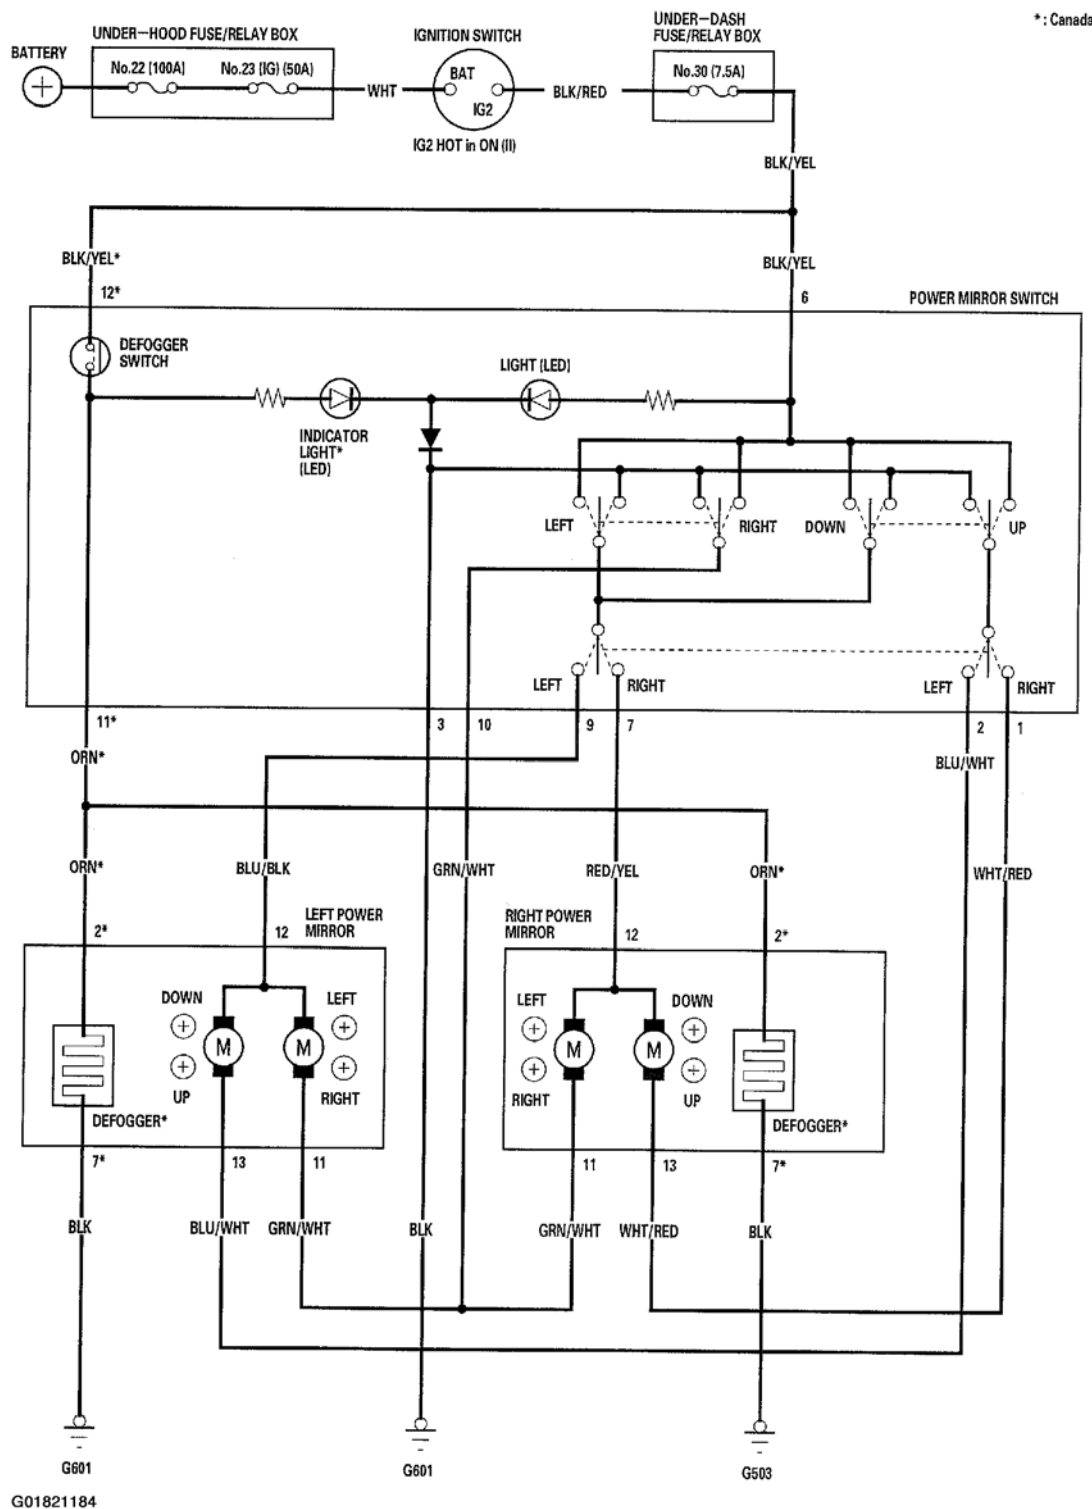 *: Canada
UNDER-HOOD FUSE/RELAY BOX
IGNITION SWITCH
UNDER-DASH
FUSE/RELAY BOX
BATTERY
No.22 (100A)
No.23 (IG) (50A)
BAT
IG2
No.30 (7.5A)
WHT
BLK/RED
IG2 HOT in ON (II)
BLK/YEL
BLK/YEL*
BLK/YEL
12*
6
POWER MIRROR SWITCH
DEFOGGER
SWITCH
LIGHT (LED)
INDICATOR
LIGHT*
(LED)
LEFT
RIGHT
DOWN
UP
LEFT
RIGHT
LEFT
RIGHT
11*
3
10
9
7
2
1
ORN*
BLU/WHT
ORN*
BLU/BLK
GRN/WHT
RED/YEL
ORN*
WHT/RED
LEFT POWER
MIRROR
RIGHT POWER
MIRROR
2*
12
12
2*
DOWN
LEFT
LEFT
DOWN
M
M
M
M
UP
RIGHT
RIGHT
UP
DEFOGGER*
DEFOGGER*
7*
13
11
11
13
7*
BLK
BLU/WHT
GRN/WHT
BLK
GRN/WHT
WHT/RED
BLK
G601
G601
G503
G01821184